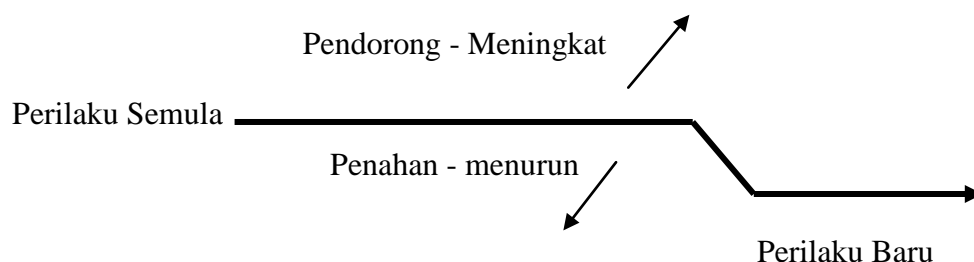 Pendorong - Meningkat
Perilaku Semula
Penahan - menurun
Perilaku Baru